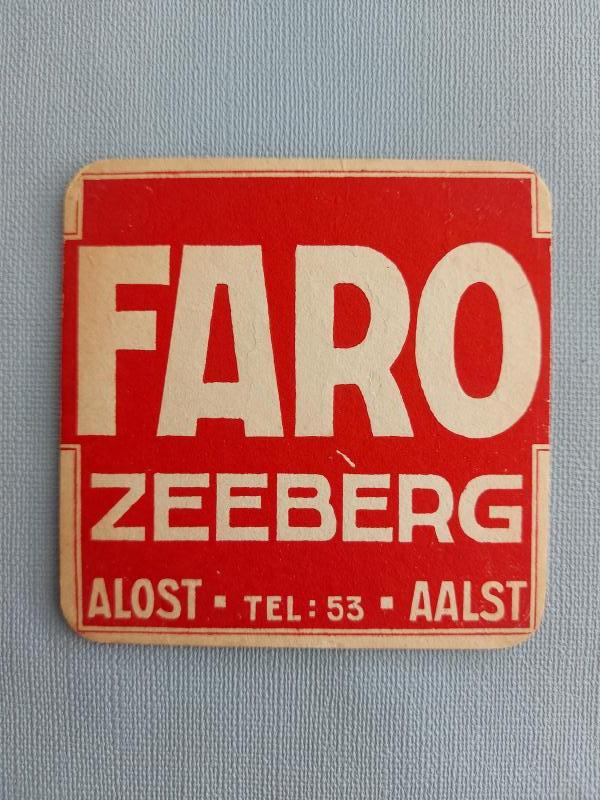 FARO
ZEEBERG
ALOST ▪ TEL: 53 ▪ AALST